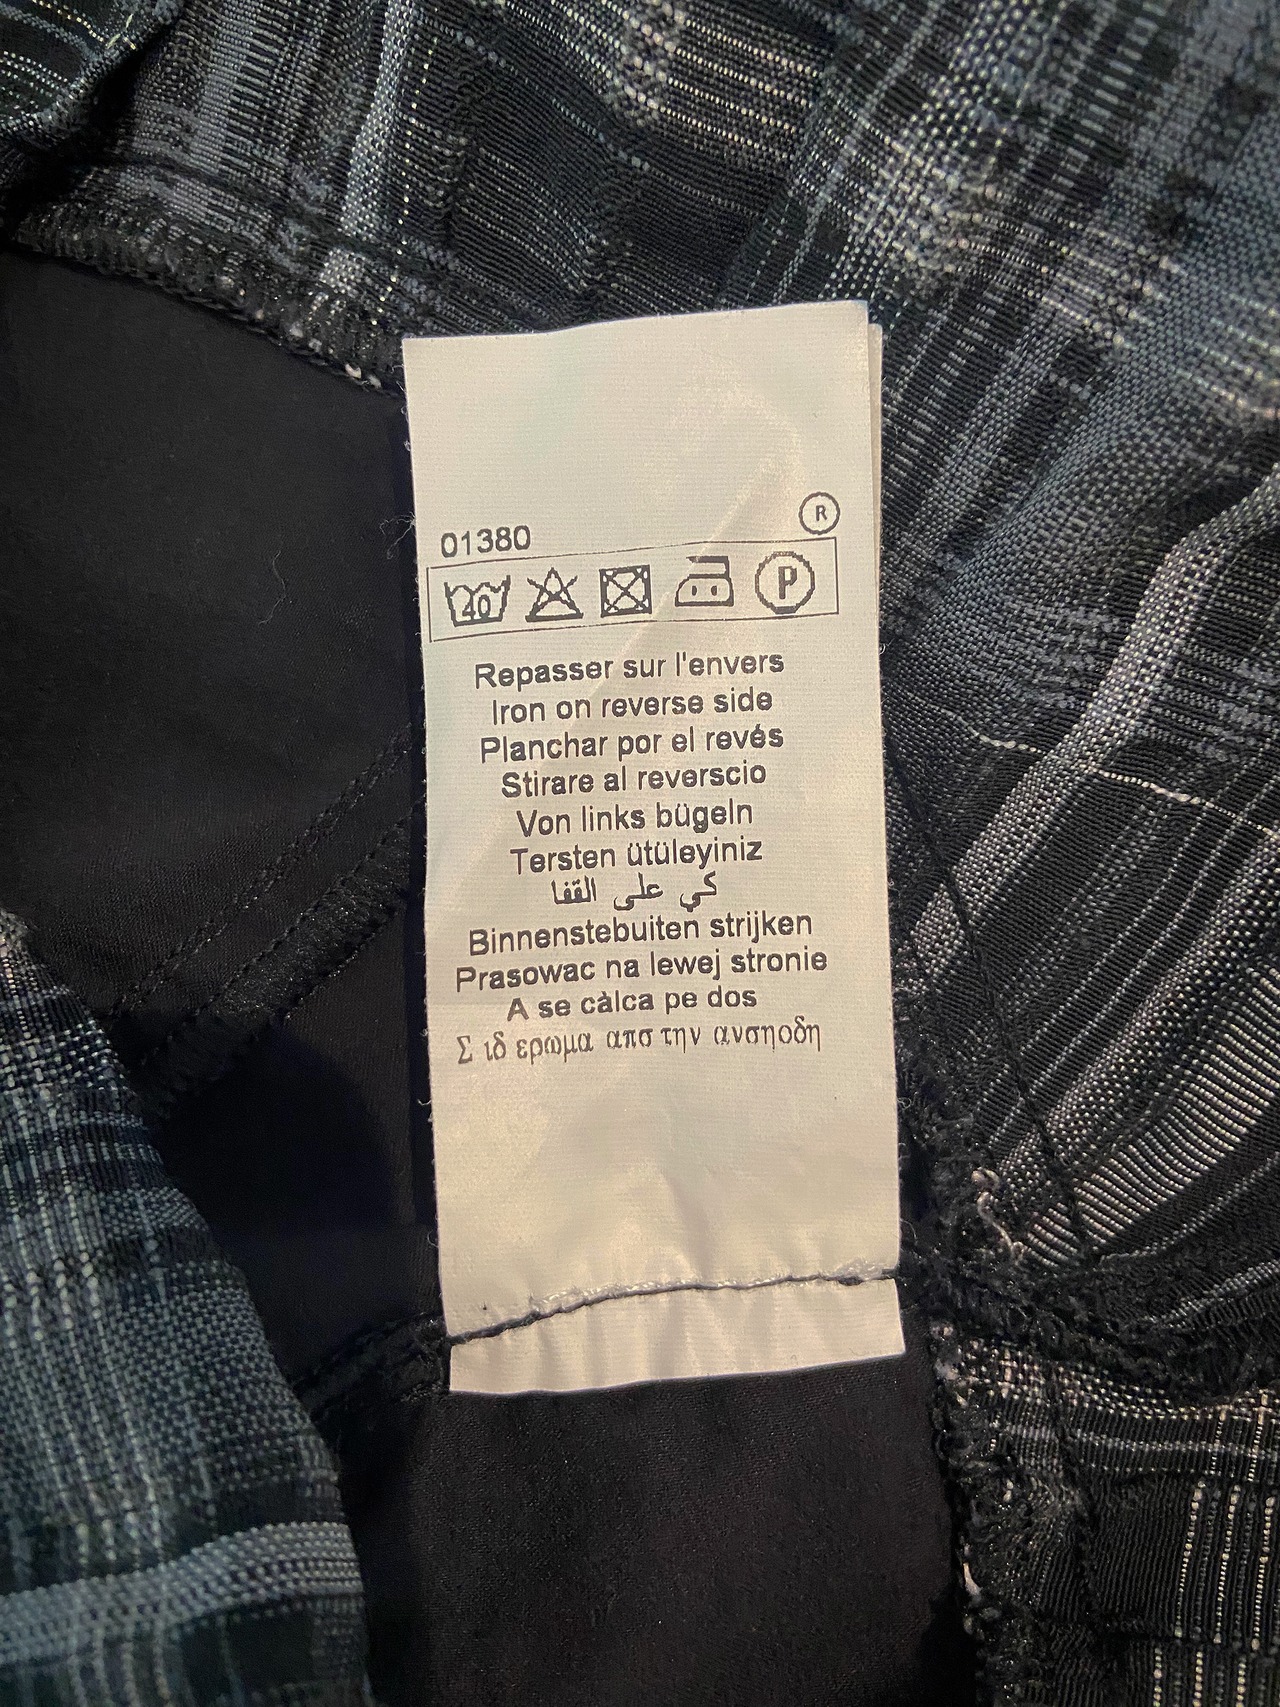 ®
01380
40 P
Repasser sur l'envers
Iron on reverse side
Planchar por el revés
Stirare al reverscio
Von links bügeln
Tersten ütüleyiniz
كي على القفا
Binnenstebuiten strijken
Prasowac na lewej stronie
A se càlca pe dos
Σ ιδ ερωμα απσ την ανσηοδη